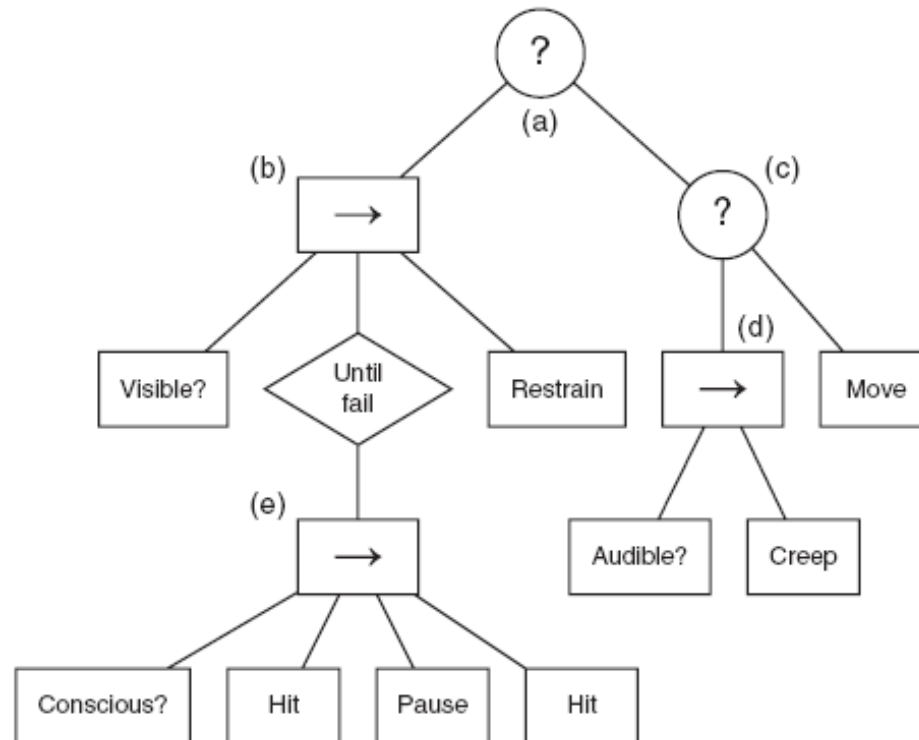 ?
(a)
(b)
(c)
→
?
(d)
Visible?
Until
fail
Restrain
→
Move
(e)
→
Audible?
Creep
Conscious?
Hit
Pause
Hit